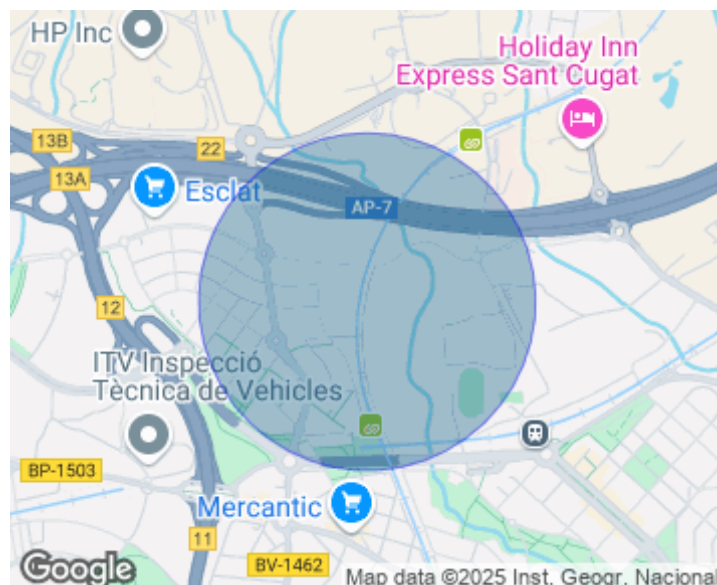 HP Inc
Holiday Inn
Express Sant Cugat
13B
22
13A
Esclat
AP-7
12
ITV Inspecció
Tècnica de Vehicles
BP-1503
Mercantic
11
BV-1462
Google
Map data ©2025 Inst. Geogr. Nacional